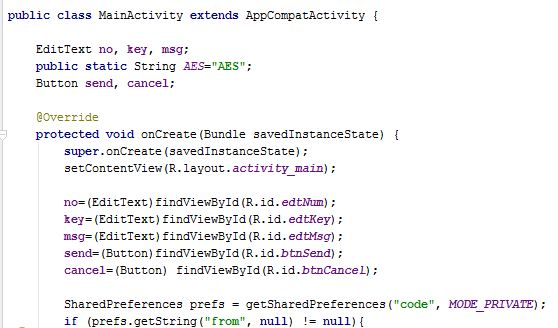 public class MainActivity extends AppCompatActivity {
EditText no, key, msg;
public static String AES="AES";
Button send, cancel;
@Override
protected void onCreate(Bundle savedInstanceState) {
super.onCreate(savedInstanceState);
setContentView(R.layout.activity_main);
no=(EditText)findViewById(R.id.edtNum);
key=(EditText)findViewById(R.id.edtKey);
msg=(EditText)findViewById(R.id.edtMsg);
send=(Button)findViewById(R.id.btnSend);
cancel=(Button) findViewById(R.id.btnCancel);
SharedPreferences prefs = getSharedPreferences("code", MODE_PRIVATE);
if (prefs.getString("from", null) != null){